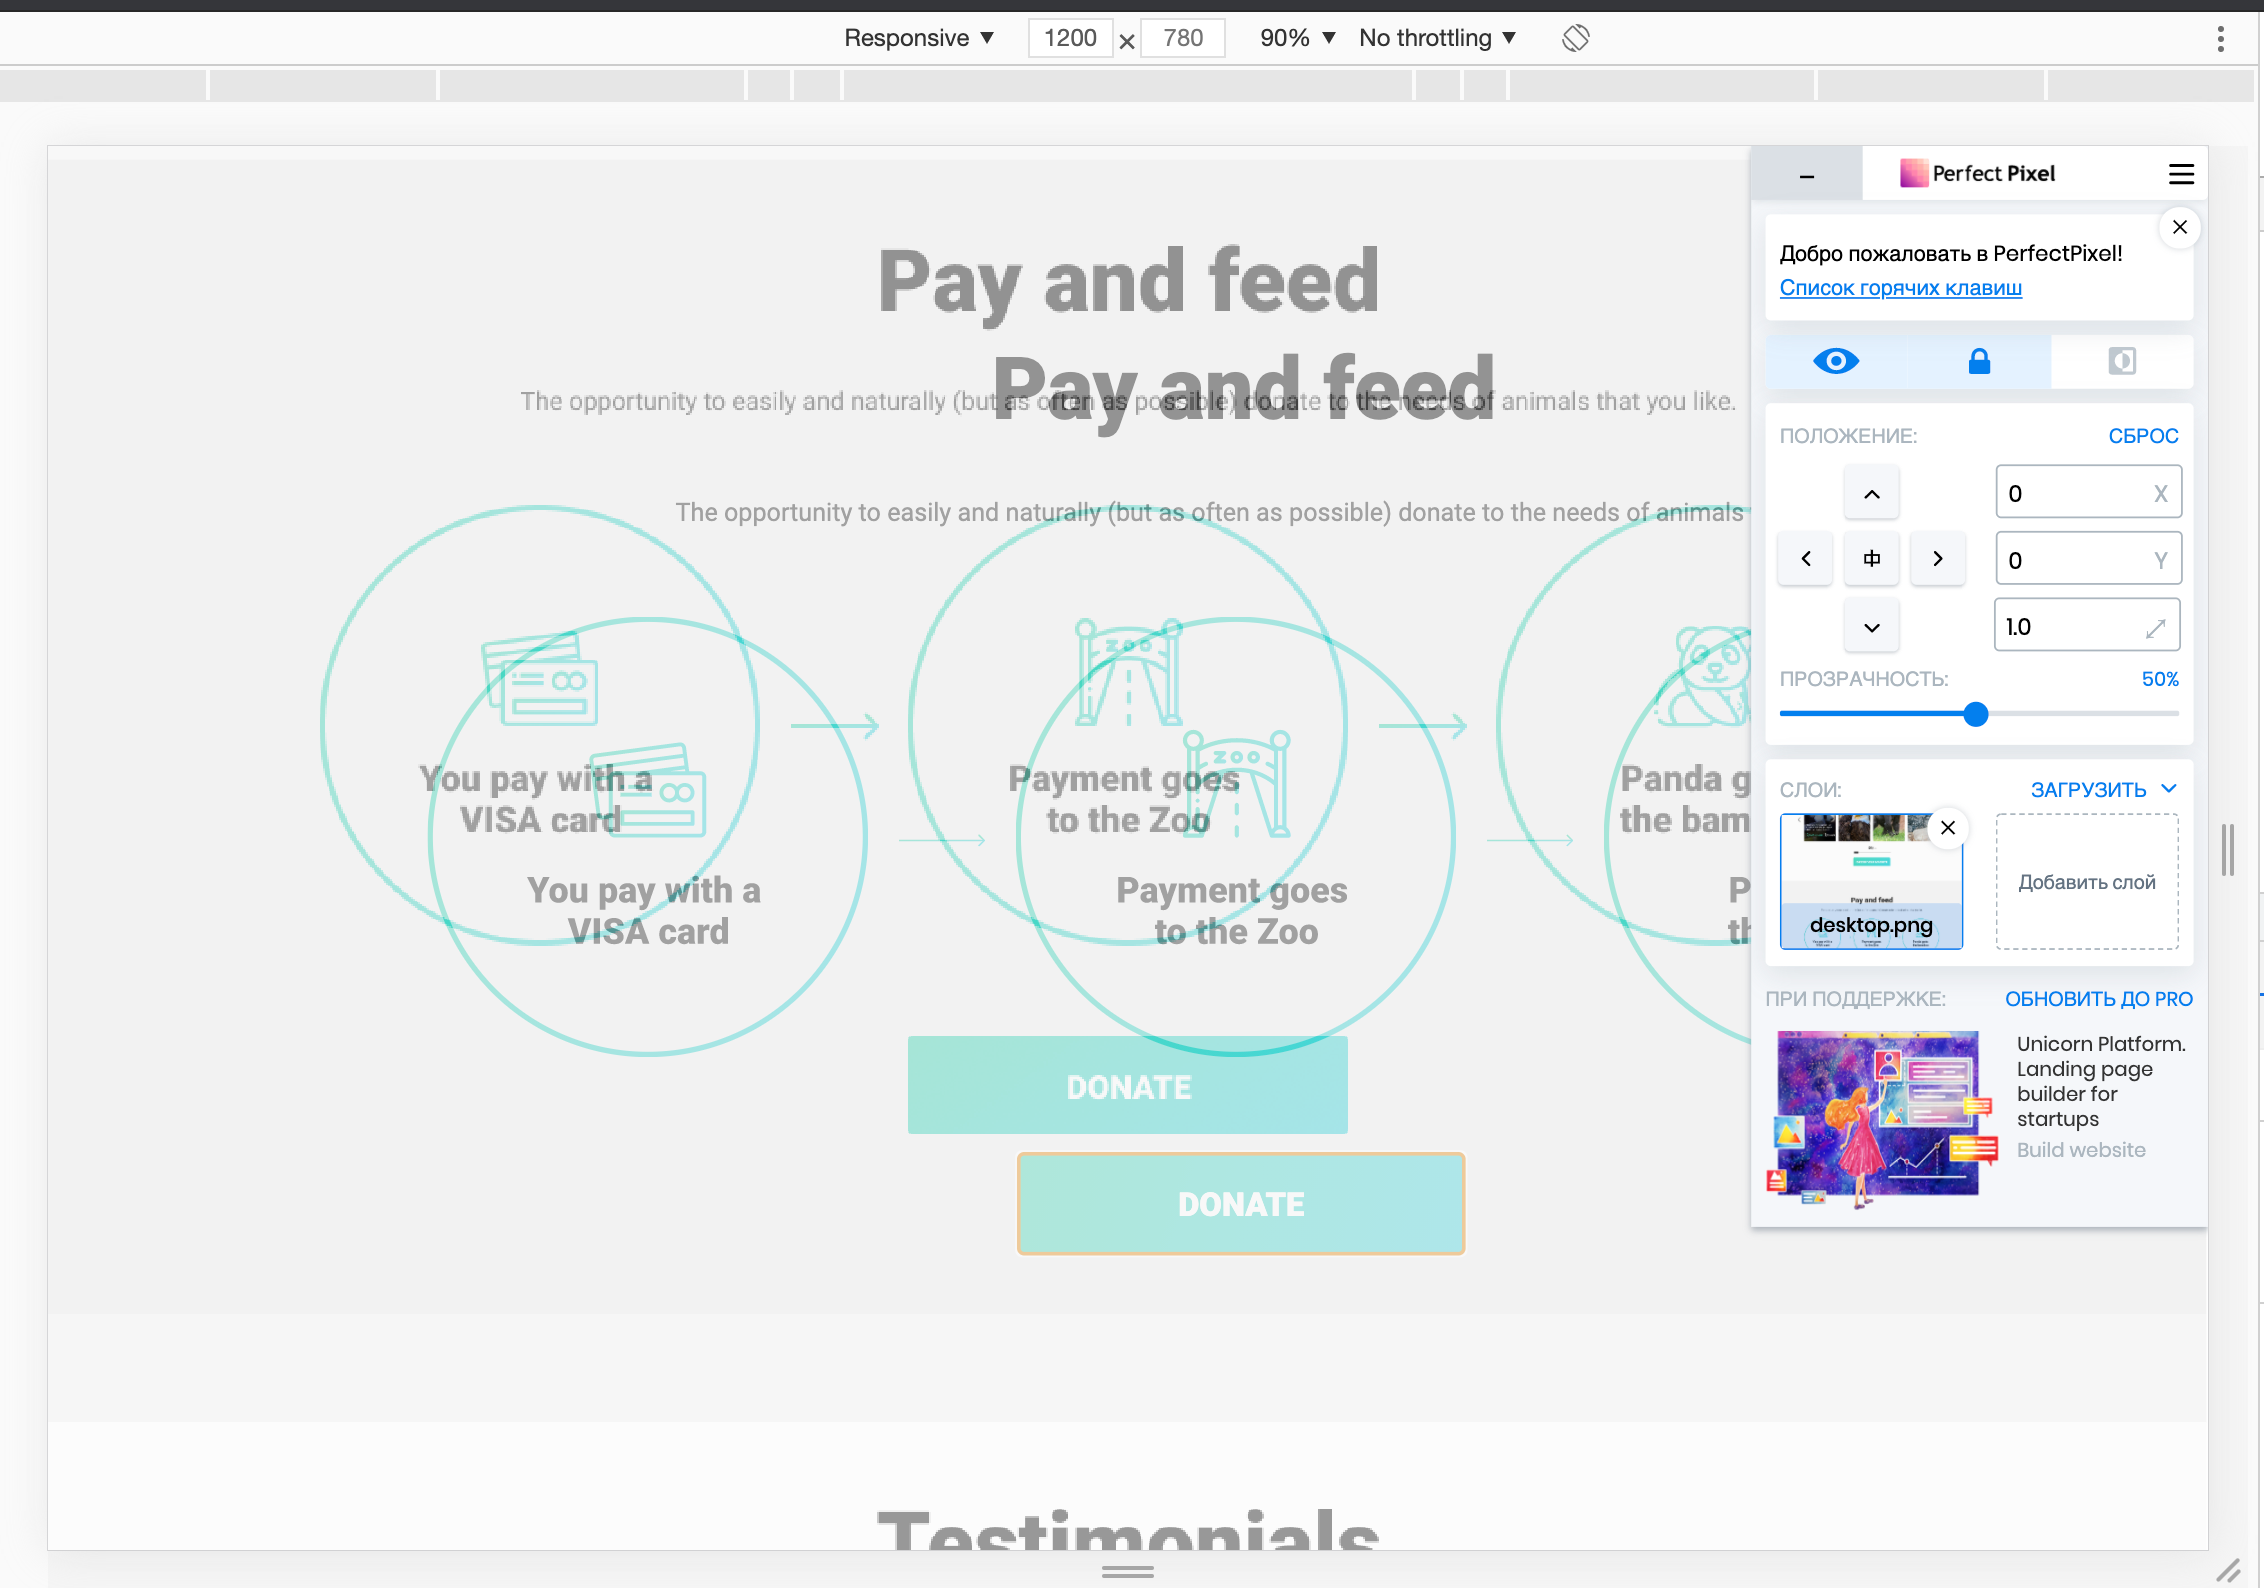 Responsive ▼ 1200 × 780 90% ▼ No throttling ▼
Perfect Pixel
Добро пожаловать в PerfectPixel!
Список горячих клавиш
ПОЛОЖЕНИЕ: СБРОС
0 X
0 Y
1.0
ПРОЗРАЧНОСТЬ: 50%
СЛОИ: ЗАГРУЗИТЬ
Pay and feed
desktop.png
Добавить слой
ПРИ ПОДДЕРЖКЕ: ОБНОВИТЬ ДО PRO
Unicorn Platform.
Landing page
builder for
startups
Build website
Pay and feed
Pay and feed
The opportunity to easily and naturally (but as often as possible) donate to the needs of animals that you like.
The opportunity to easily and naturally (but as often as possible) donate to the needs of animals
ZOO
ZOO
You pay with a
VISA card
Payment goes
to the Zoo
Panda g
the bam
You pay with a
VISA card
Payment goes
to the Zoo
P
th
DONATE
DONATE
Testimonials